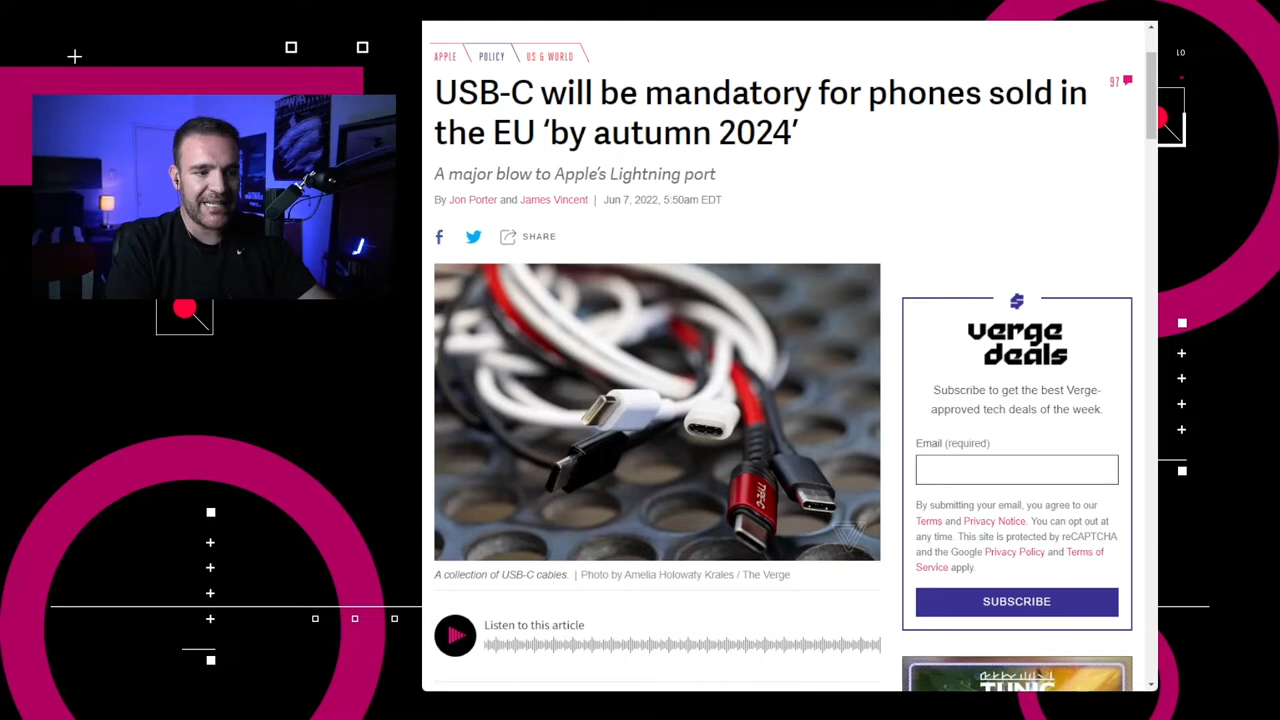 APPLE POLICY US & WORLD
USB-C will be mandatory for phones sold in
the EU ‘by autumn 2024’
97
A major blow to Apple’s Lightning port
By Jon Porter and James Vincent | Jun 7, 2022, 5:50am EDT
SHARE
TYPE-C
A collection of USB-C cables. | Photo by Amelia Holowaty Krales / The Verge
Listen to this article
verge
deals
Subscribe to get the best Verge-
approved tech deals of the week.
Email (required)
By submitting your email, you agree to our
Terms and Privacy Notice. You can opt out at
any time. This site is protected by reCAPTCHA
and the Google Privacy Policy and Terms of
Service apply.
SUBSCRIBE
TUNIC
10